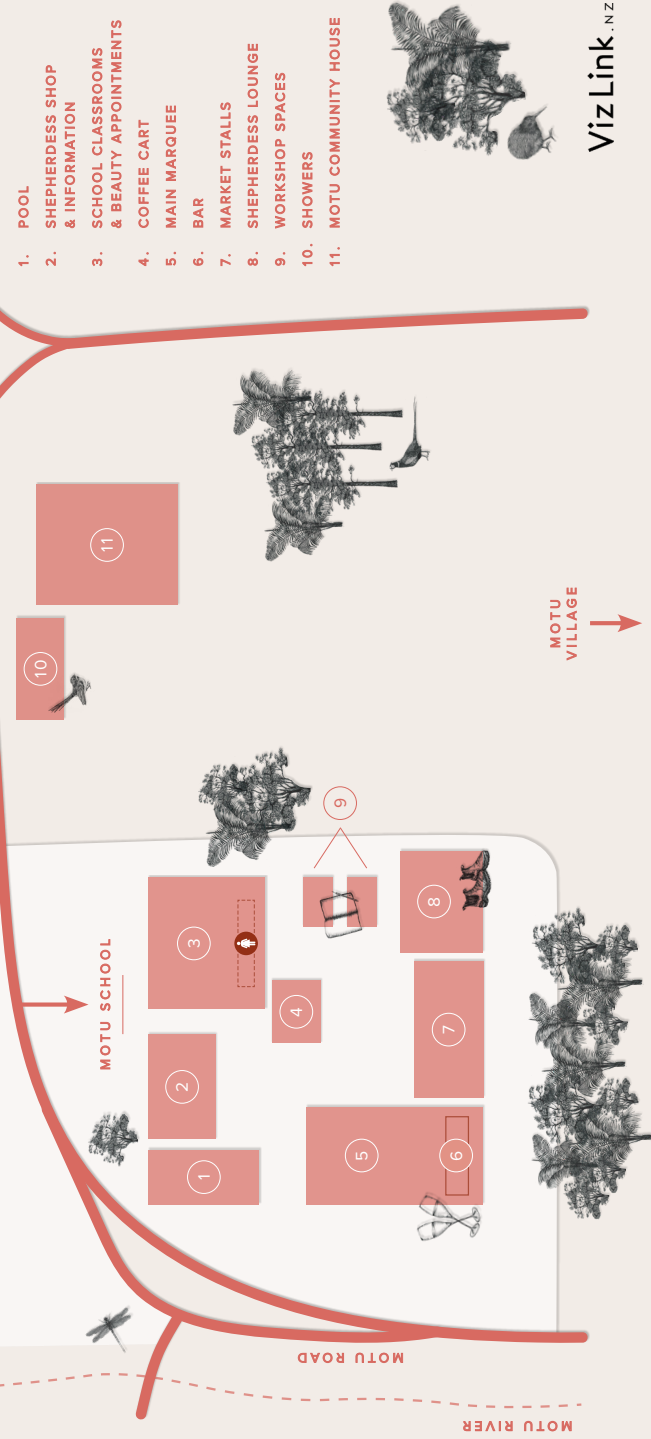 1. POOL
2. SHEPHERDESS SHOP
& INFORMATION
3. SCHOOL CLASSROOMS
& BEAUTY APPOINTMENTS
4. COFFEE CART
5. MAIN MARQUEE
6. BAR
7. MARKET STALLS
8. SHEPHERDESS LOUNGE
9. WORKSHOP SPACES
10. SHOWERS
11. MOTU COMMUNITY HOUSE
VizLink.NZ
11
10
MOTU
VILLAGE
9
MOTU SCHOOL
3
8
4
7
2
1
5
6
MOTU ROAD
MOTU RIVER